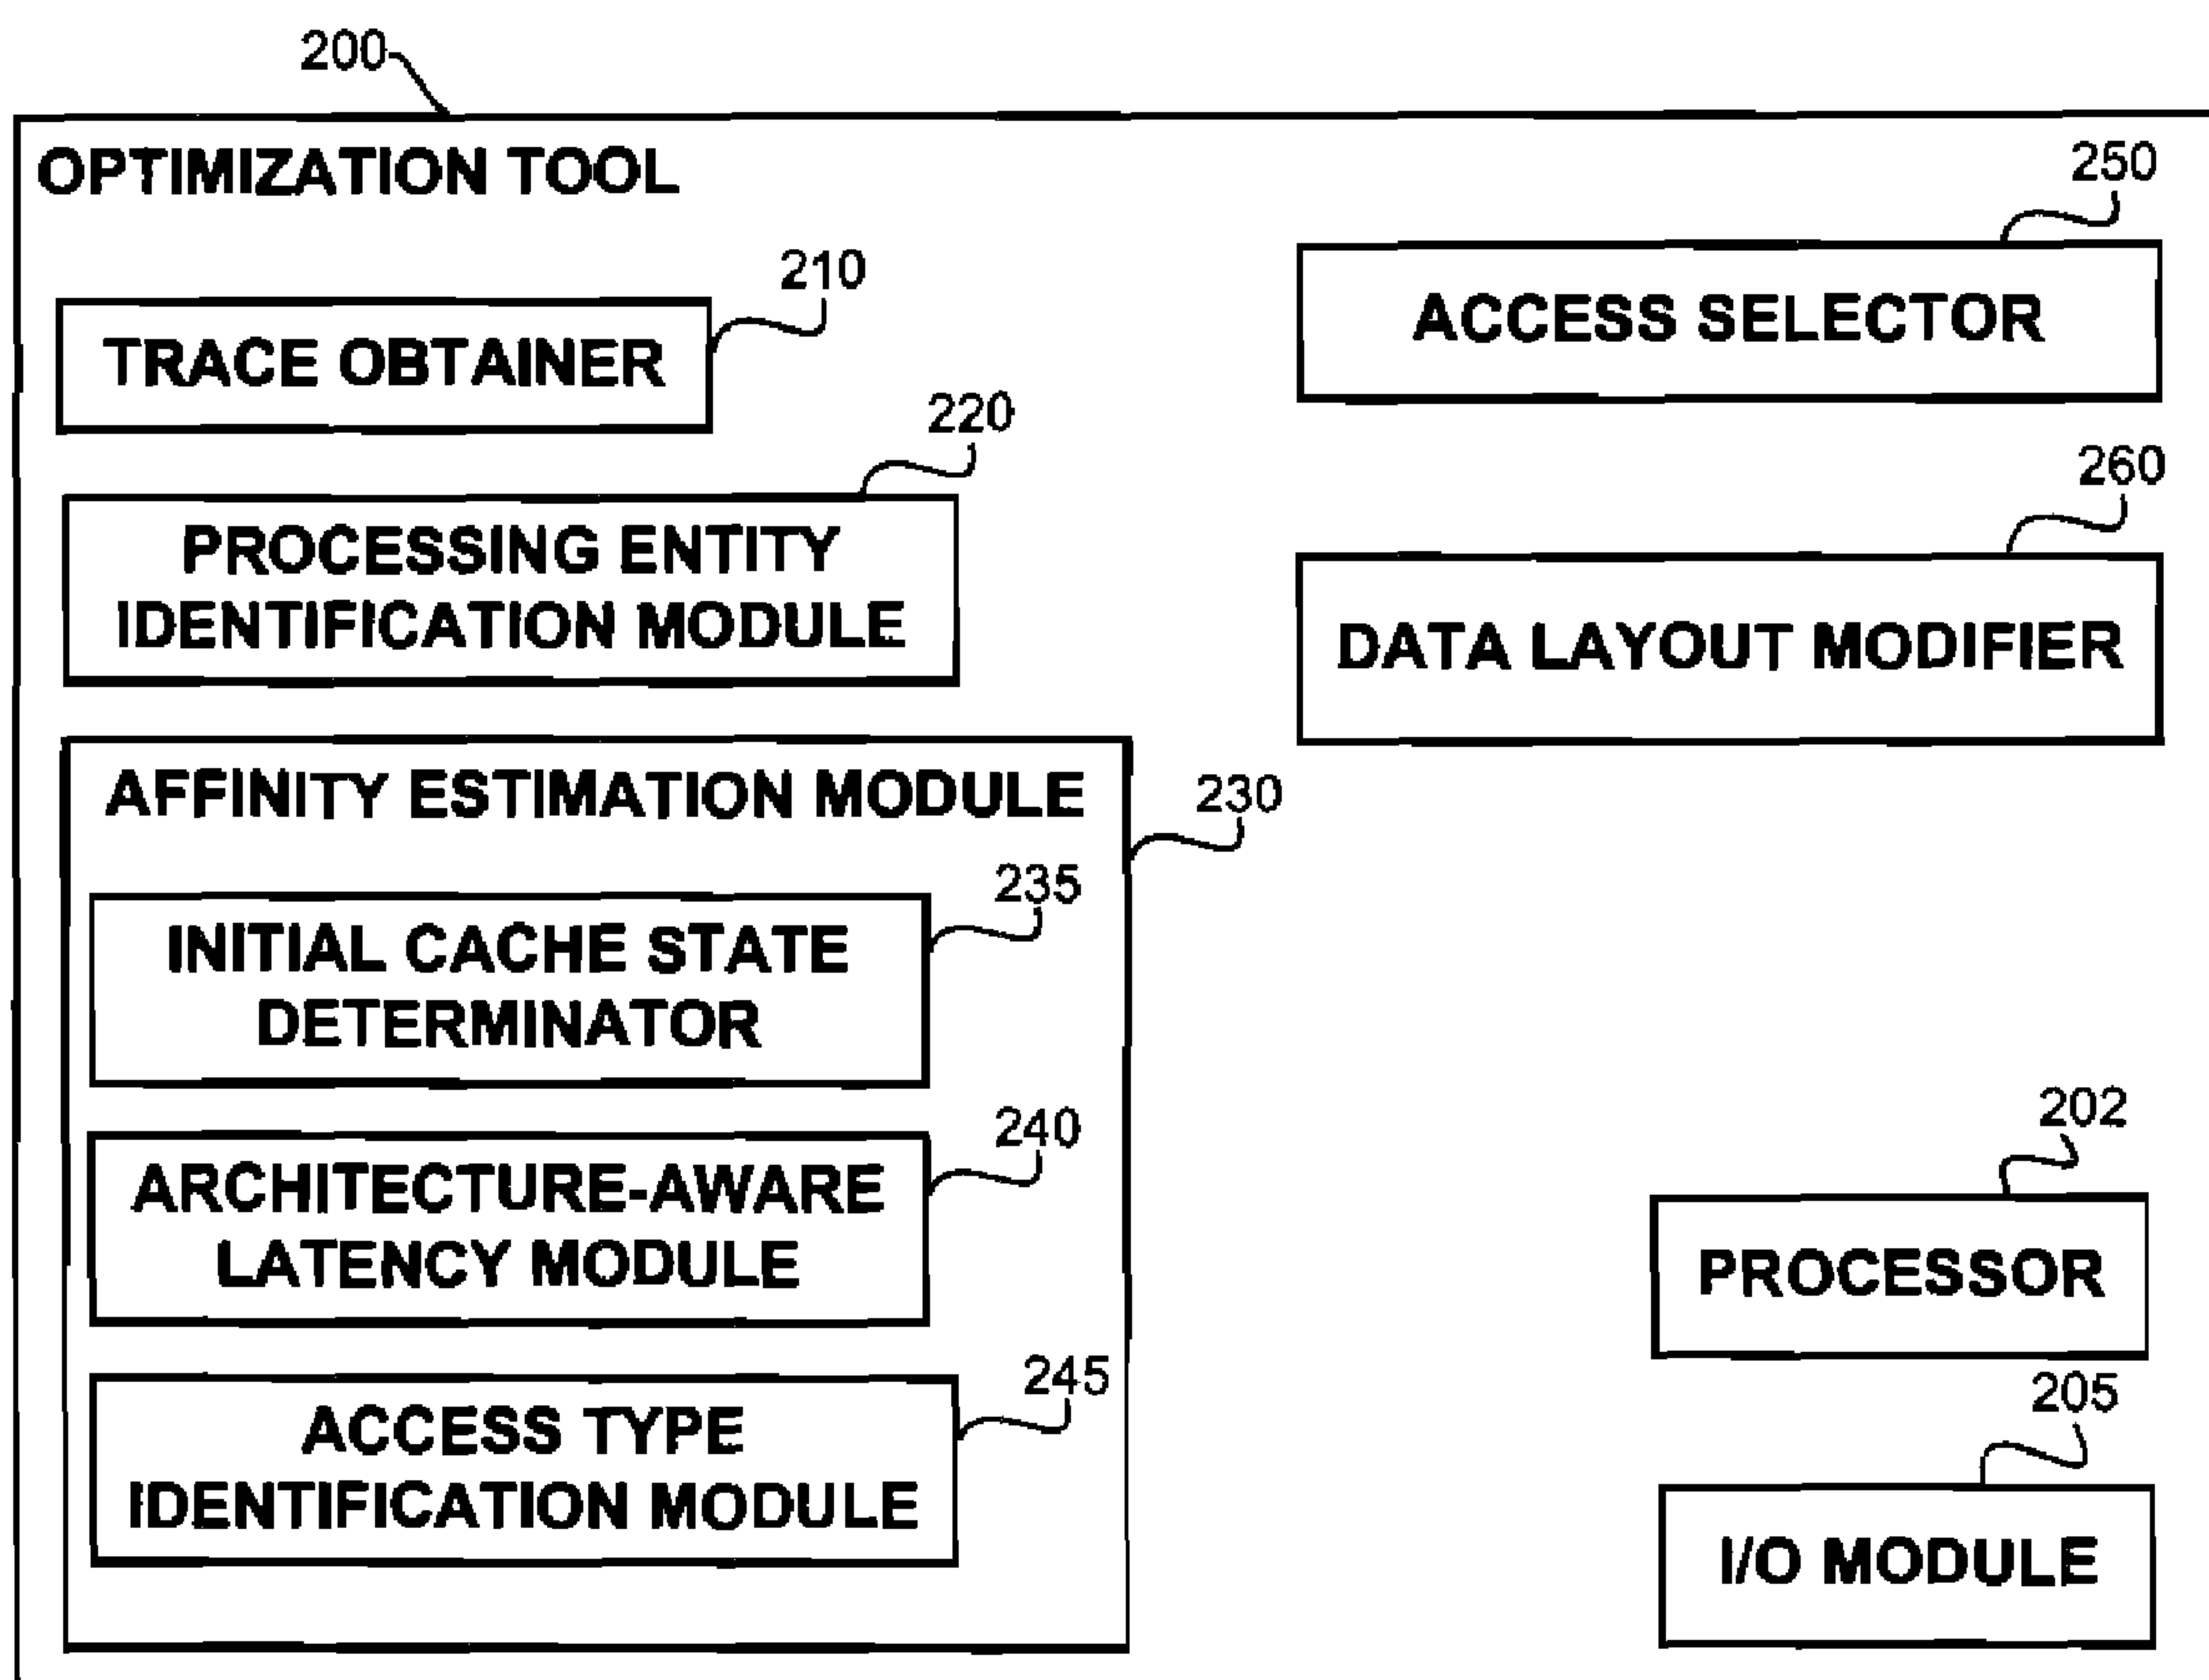 200
OPTIMIZATION TOOL
210
TRACE OBTAINER
220
PROCESSING ENTITY
IDENTIFICATION MODULE
AFFINITY ESTIMATION MODULE
230
235
INITIAL CACHE STATE
DETERMINATOR
240
ARCHITECTURE-AWARE
LATENCY MODULE
245
ACCESS TYPE
IDENTIFICATION MODULE
250
ACCESS SELECTOR
260
DATA LAYOUT MODIFIER
202
PROCESSOR
205
I/O MODULE